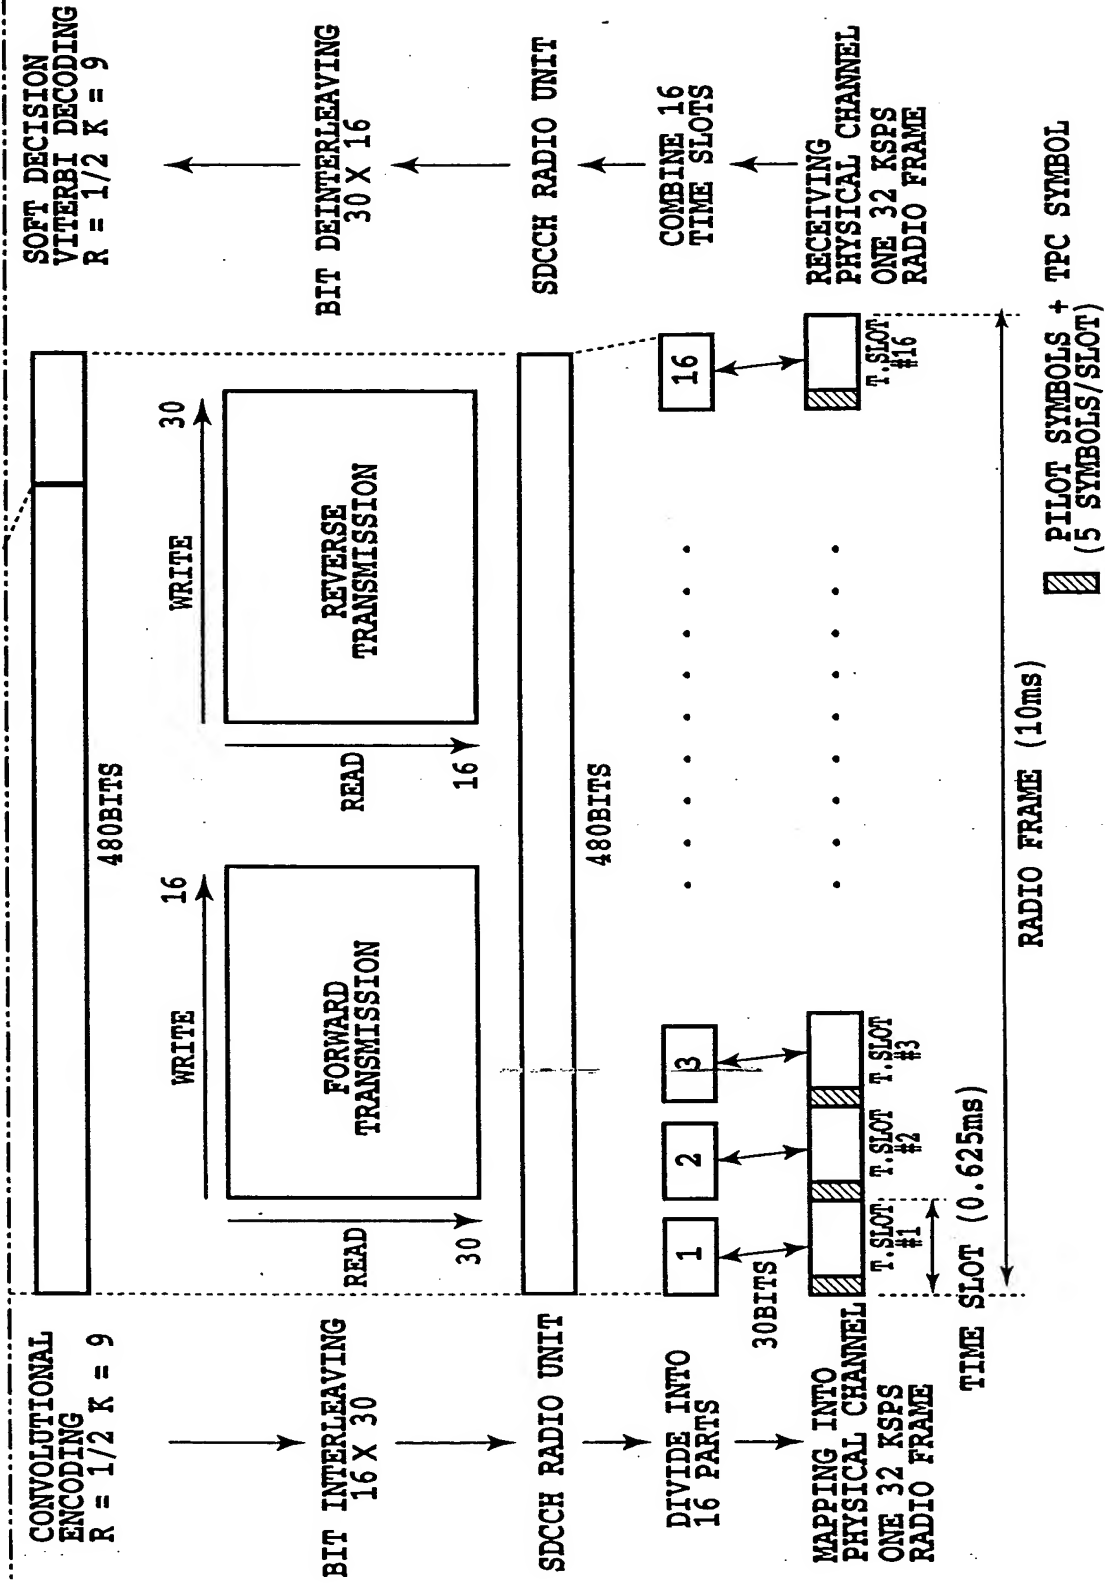 CONVOLUTIONAL
ENCODING
R = 1/2 K = 9
BIT INTERLEAVING
16 X 30
SDCCH RADIO UNIT
DIVIDE INTO
16 PARTS
MAPPING INTO
PHYSICAL CHANNEL
ONE 32 KSPS
RADIO FRAME
480BITS
WRITE
16
READ
30
FORWARD
TRANSMISSION
WRITE
30
READ
16
REVERSE
TRANSMISSION
480BITS
1
2
3
16
30BITS
T.SLOT
#1
T.SLOT
#2
T.SLOT
#3
T.SLOT
#16
TIME SLOT (0.625ms)
RADIO FRAME (10ms)
PILOT SYMBOLS + TPC SYMBOL
(5 SYMBOLS/SLOT)
SOFT DECISION
VITERBI DECODING
R = 1/2 K = 9
BIT DEINTERLEAVING
30 X 16
SDCCH RADIO UNIT
COMBINE 16
TIME SLOTS
RECEIVING
PHYSICAL CHANNEL
ONE 32 KSPS
RADIO FRAME